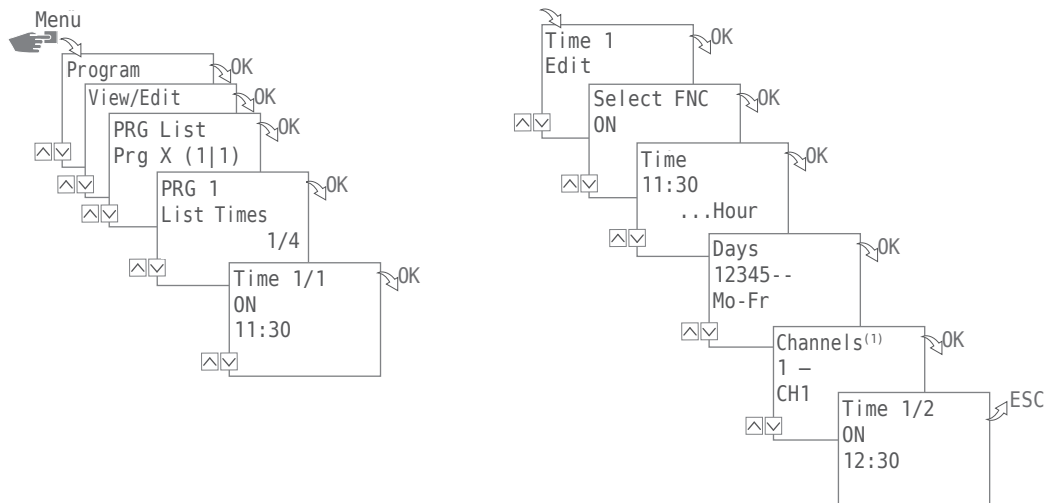 Menu
Program
OK
View/Edit
OK
PRG List
Prg X (1|1)
OK
PRG 1
List Times
1/4
OK
Time 1/1
ON
11:30
OK
Time 1
Edit
OK
Select FNC
ON
OK
Time
11:30
...Hour
OK
Days
12345--
Mo-Fr
OK
Channels(1)
1 –
CH1
OK
Time 1/2
ON
12:30
ESC